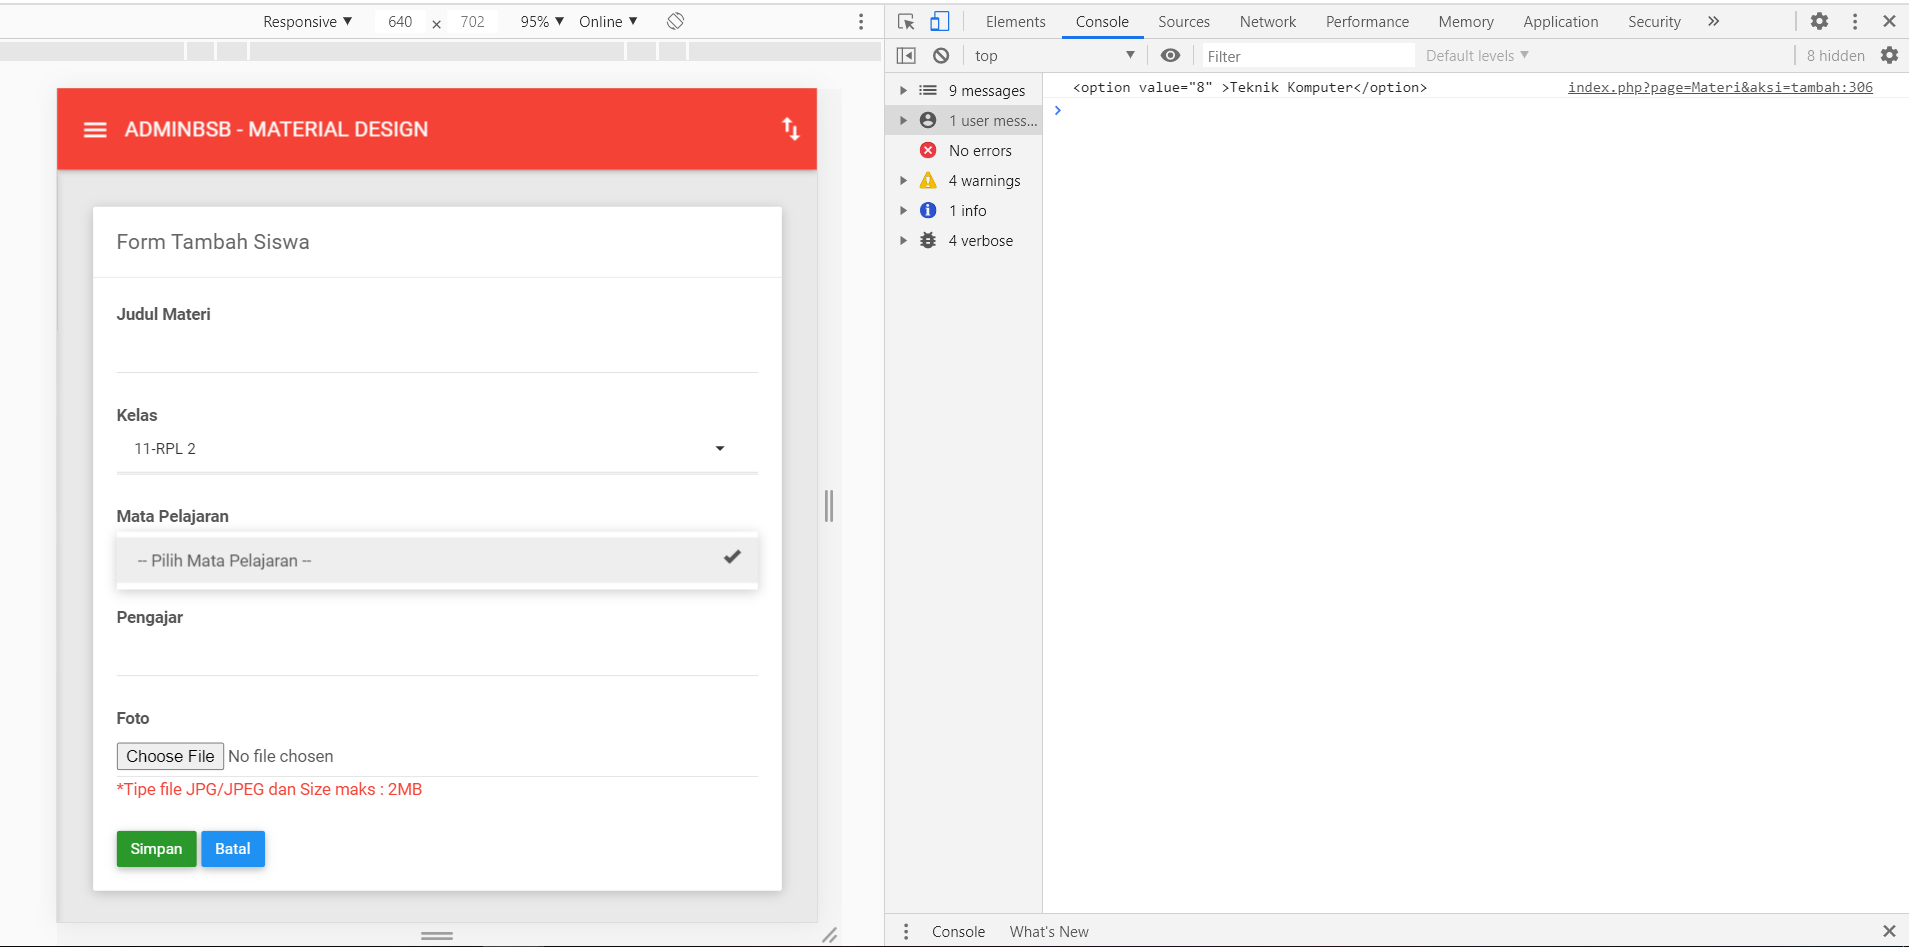 Responsive ▼ 640 × 702 95% ▼ Online ▼
ADMINBSB - MATERIAL DESIGN
Form Tambah Siswa
Judul Materi
Kelas
11-RPL 2
Mata Pelajaran
-- Pilih Mata Pelajaran --
Pengajar
Foto
Choose File No file chosen
*Tipe file JPG/JPEG dan Size maks : 2MB
Simpan Batal
Elements Console Sources Network Performance Memory Application Security »
top ▼ Filter Default levels ▼ 8 hidden
9 messages
1 user mess...
No errors
4 warnings
1 info
4 verbose
<option value="8" >Teknik Komputer</option> index.php?page=Materi&aksi=tambah:306
>
Console What's New